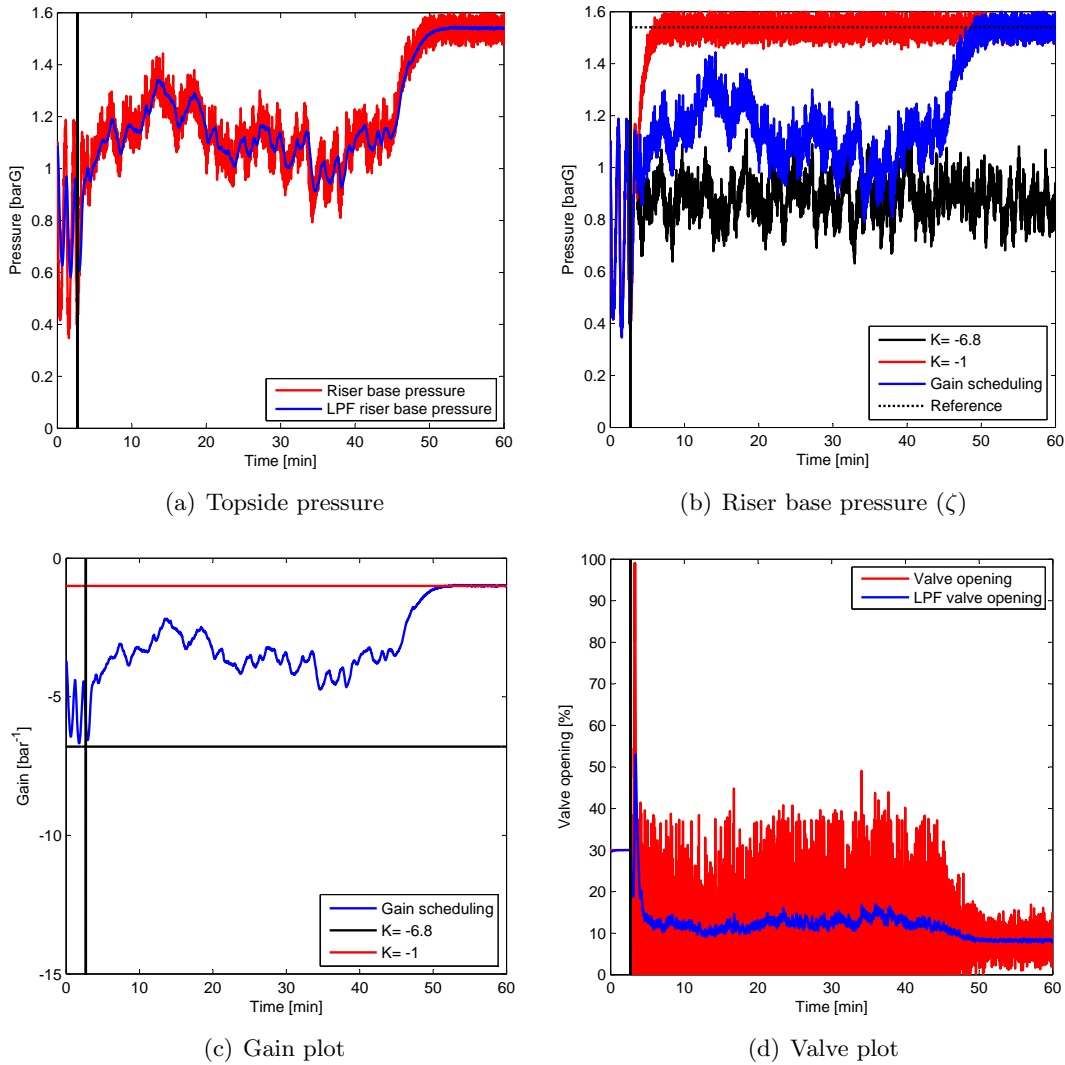 1.6
1.4
1.2
1
0.8
0.6
0.4
0.2
0
Pressure [barG]
0 10 20 30 40 50 60
Time [min]
Riser base pressure
LPF riser base pressure
(a) Topside pressure
1.6
1.4
1.2
1
0.8
0.6
0.4
0.2
0
Pressure [barG]
0 10 20 30 40 50 60
Time [min]
K= -6.8
K= -1
Gain scheduling
Reference
(b) Riser base pressure (ζ)
0
-5
-10
-15
Gain [bar⁻¹]
0 10 20 30 40 50 60
Time [min]
Gain scheduling
K= -6.8
K= -1
(c) Gain plot
100
90
80
70
60
50
40
30
20
10
0
Valve opening [%]
0 10 20 30 40 50 60
Time [min]
Valve opening
LPF valve opening
(d) Valve plot